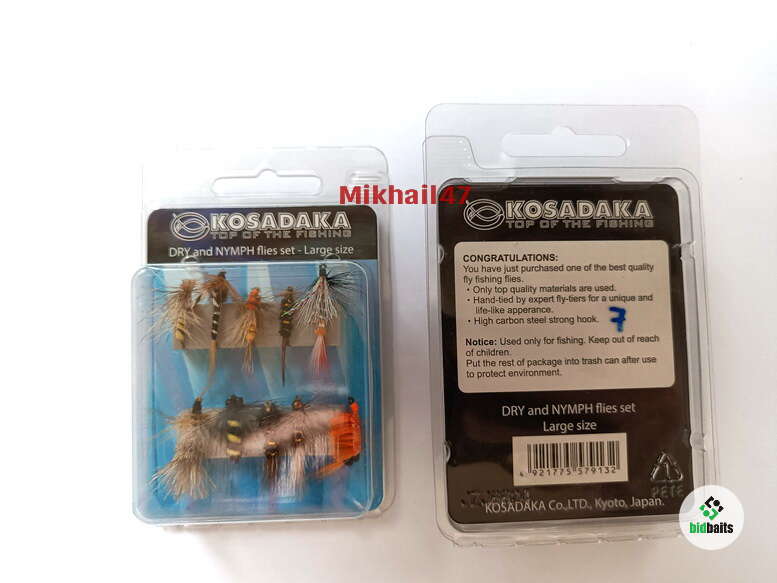 Mikhail47
KOSADAKA
TOP OF THE FISHING
DRY and NYMPH flies set - Large size
KOSADAKA
TOP OF THE FISHING
CONGRATULATIONS:
You have just purchased one of the best quality
fly fishing flies.
• Only top quality materials are used.
• Hand-tied by expert fly-tiers for a unique and
life-like apperance.
• High carbon steel strong hook.
7
Notice: Used only for fishing. Keep out of reach
of children.
Put the rest of package into trash can after use
to protect environment.
DRY and NYMPH flies set
Large size
4 921775 579132
1
PETE
KOSADAKA Co.,LTD., Kyoto, Japan.
bidbaits